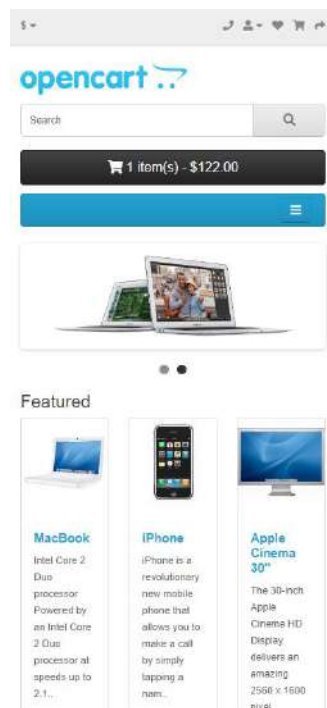 $
opencart
Search
1 item(s) - $122.00
Featured
MacBook
Intel Core 2
Duo
processor
Powered by
an Intel Core
2 Duo
processor at
speeds up to
2.1..
iPhone
iPhone is a
revolutionary
new mobile
phone that
allows you to
make a call
by simply
tapping a
nam..
Apple
Cinema
30"
The 30-inch
Apple
Cinema HD
Display
delivers an
amazing
2560 x 1600
pixel